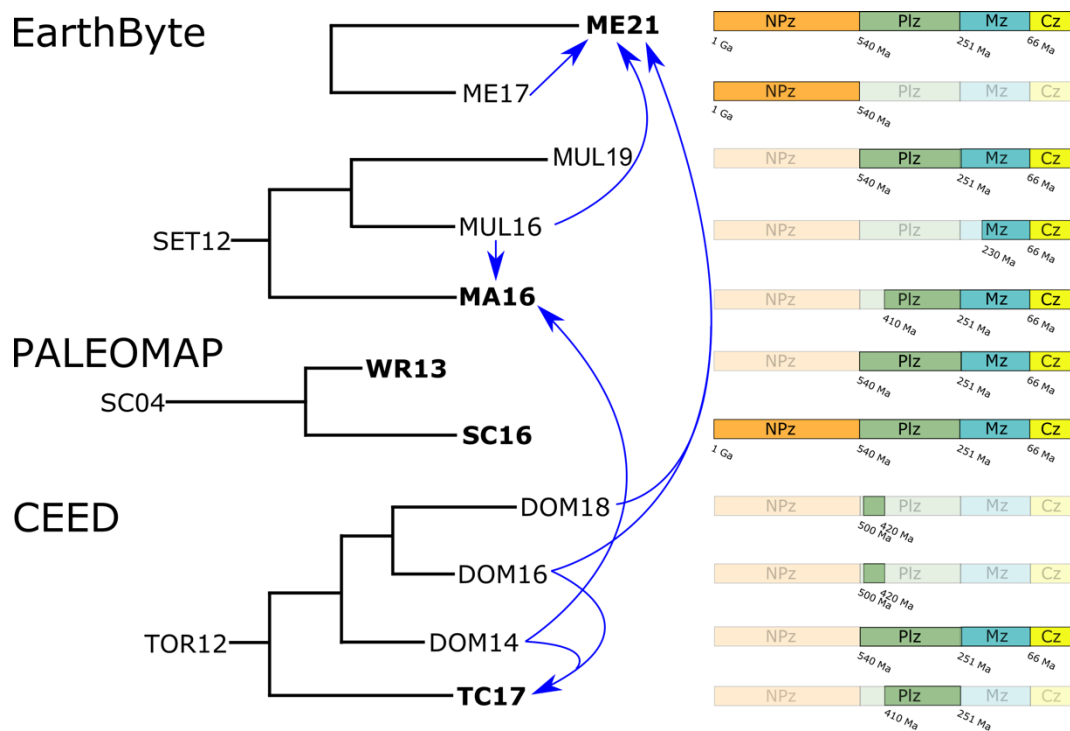 EarthByte
ME21
NPz Plz Mz Cz
1 Ga 540 Ma 251 Ma 66 Ma
ME17
NPz Plz Mz Cz
1 Ga 540 Ma
MUL19
NPz Plz Mz Cz
540 Ma 251 Ma 66 Ma
MUL16
NPz Plz Mz Cz
230 Ma 66 Ma
SET12
MA16
NPz Plz Mz Cz
410 Ma 251 Ma 66 Ma
PALEOMAP
WR13
NPz Plz Mz Cz
540 Ma 251 Ma 66 Ma
SC04
SC16
NPz Plz Mz Cz
1 Ga 540 Ma 251 Ma 66 Ma
CEED
DOM18
NPz Plz Mz Cz
500 Ma 420 Ma
DOM16
NPz Plz Mz Cz
500 Ma 420 Ma
DOM14
NPz Plz Mz Cz
540 Ma 251 Ma 66 Ma
TOR12
TC17
NPz Plz Mz Cz
410 Ma 251 Ma